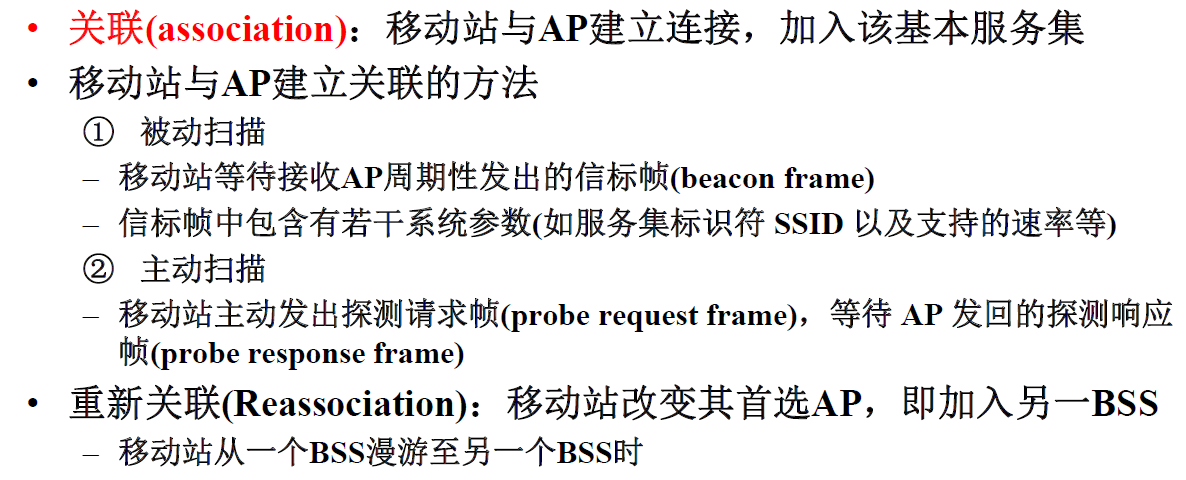 • 关联(association)：移动站与AP建立连接，加入该基本服务集
• 移动站与AP建立关联的方法
① 被动扫描
– 移动站等待接收AP周期性发出的信标帧(beacon frame)
– 信标帧中包含有若干系统参数(如服务集标识符 SSID 以及支持的速率等)
② 主动扫描
– 移动站主动发出探测请求帧(probe request frame)，等待 AP 发回的探测响应
帧(probe response frame)
• 重新关联(Reassociation)：移动站改变其首选AP，即加入另一BSS
– 移动站从一个BSS漫游至另一个BSS时